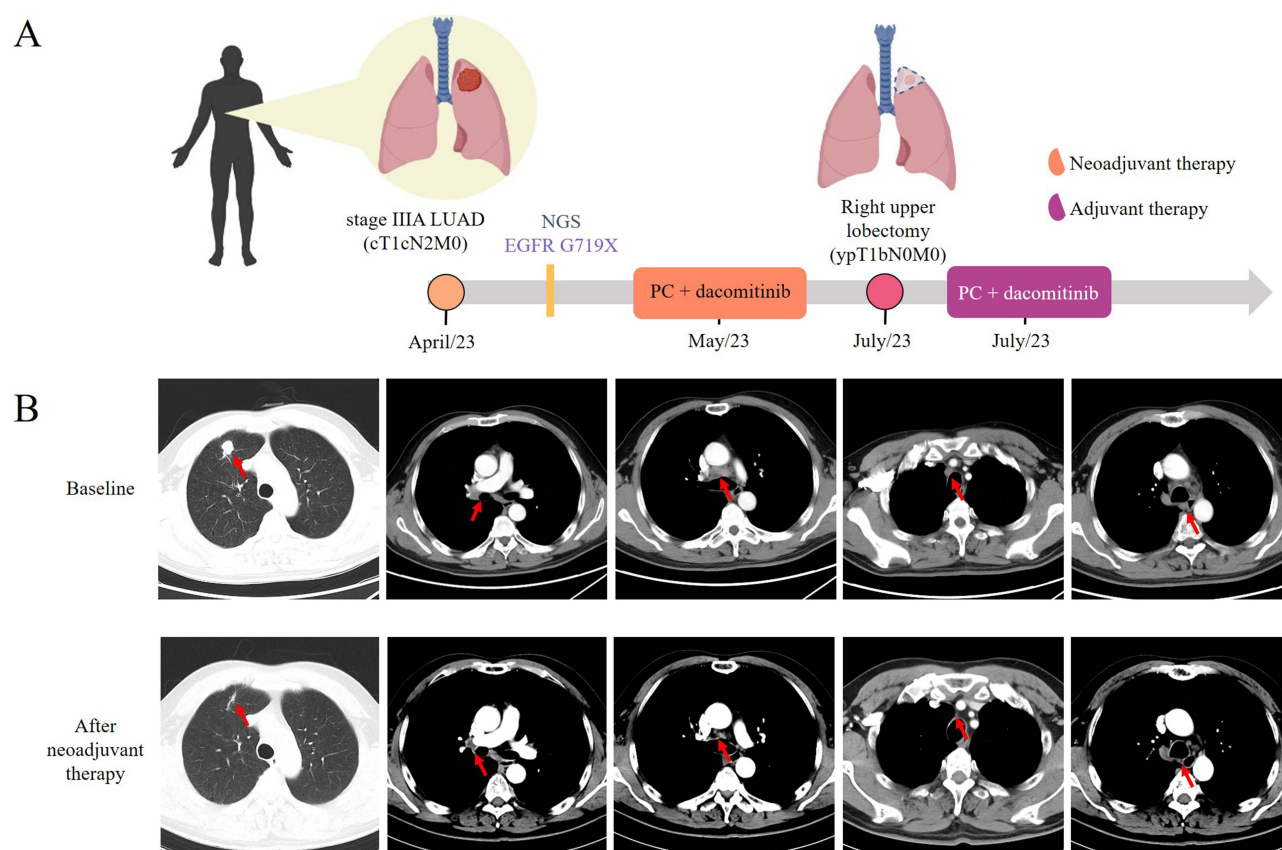 A
stage IIIA LUAD
(cT1cN2M0)
NGS
EGFR G719X
Right upper
lobectomy
(ypT1bN0M0)
Neoadjuvant therapy
Adjuvant therapy
PC + dacomitinib
PC + dacomitinib
April/23
May/23
July/23
July/23
B
Baseline
After
neoadjuvant
therapy